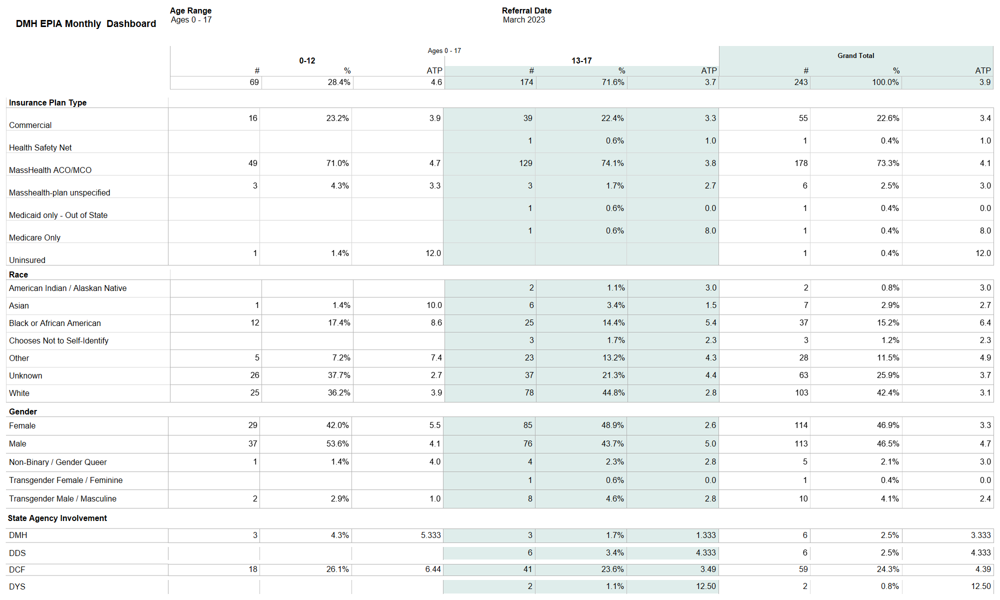 Age Range
Referral Date
Ages 0 - 17
March 2023
DMH EPIA Monthly  Dashboard
Ages 0 - 17
Grand Total
0-12
13-17
# % ATP # % ATP # % ATP
69 28.4% 4.6 174 71.6% 3.7 243 100.0% 3.9
Insurance Plan Type
Commercial 16 23.2% 3.9 39 22.4% 3.3 55 22.6% 3.4
Health Safety Net 1 0.6% 1.0 1 0.4% 1.0
MassHealth ACO/MCO 49 71.0% 4.7 129 74.1% 3.8 178 73.3% 4.1
Masshealth-plan unspecified 3 4.3% 3.3 3 1.7% 2.7 6 2.5% 3.0
Medicaid only - Out of State 1 0.6% 0.0 1 0.4% 0.0
Medicare Only 1 0.6% 8.0 1 0.4% 8.0
Uninsured 1 1.4% 12.0 1 0.4% 12.0
Race
American Indian / Alaskan Native 2 1.1% 3.0 2 0.8% 3.0
Asian 1 1.4% 10.0 6 3.4% 1.5 7 2.9% 2.7
Black or African American 12 17.4% 8.6 25 14.4% 5.4 37 15.2% 6.4
Chooses Not to Self-Identify 3 1.7% 2.3 3 1.2% 2.3
Other 5 7.2% 7.4 23 13.2% 4.3 28 11.5% 4.9
Unknown 26 37.7% 2.7 37 21.3% 4.4 63 25.9% 3.7
White 25 36.2% 3.9 78 44.8% 2.8 103 42.4% 3.1
Gender
Female 29 42.0% 5.5 85 48.9% 2.6 114 46.9% 3.3
Male 37 53.6% 4.1 76 43.7% 5.0 113 46.5% 4.7
Non-Binary / Gender Queer 1 1.4% 4.0 4 2.3% 2.8 5 2.1% 3.0
Transgender Female / Feminine 1 0.6% 0.0 1 0.4% 0.0
Transgender Male / Masculine 2 2.9% 1.0 8 4.6% 2.8 10 4.1% 2.4
State Agency Involvement
DMH 3 4.3% 5.333 3 1.7% 1.333 6 2.5% 3.333
DDS 6 3.4% 4.333 6 2.5% 4.333
DCF 18 26.1% 6.44 41 23.6% 3.49 59 24.3% 4.39
DYS 2 1.1% 12.50 2 0.8% 12.50